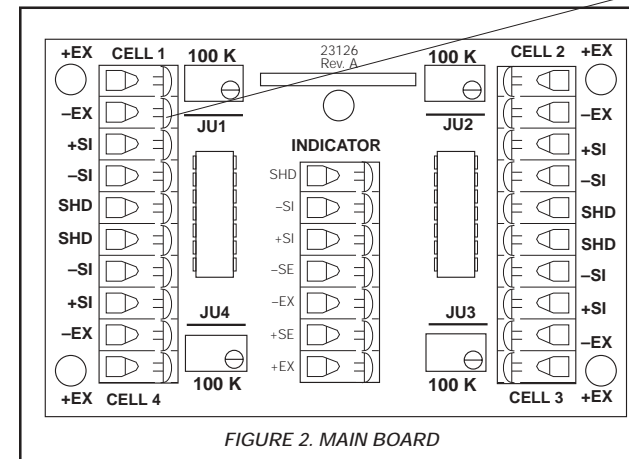 +EX CELL 1 100 K 23126 100 K CELL 2 +EX
Rev. A
–EX JU1 JU2 –EX
+SI INDICATOR +SI
–SI SHD –SI
SHD –SI SHD
SHD +SI SHD
–SI –SE –SI
+SI –EX +SI
JU4 JU3
–EX +SE –EX
+EX
100 K 100 K
+EX CELL 4 CELL 3 +EX
FIGURE 2. MAIN BOARD